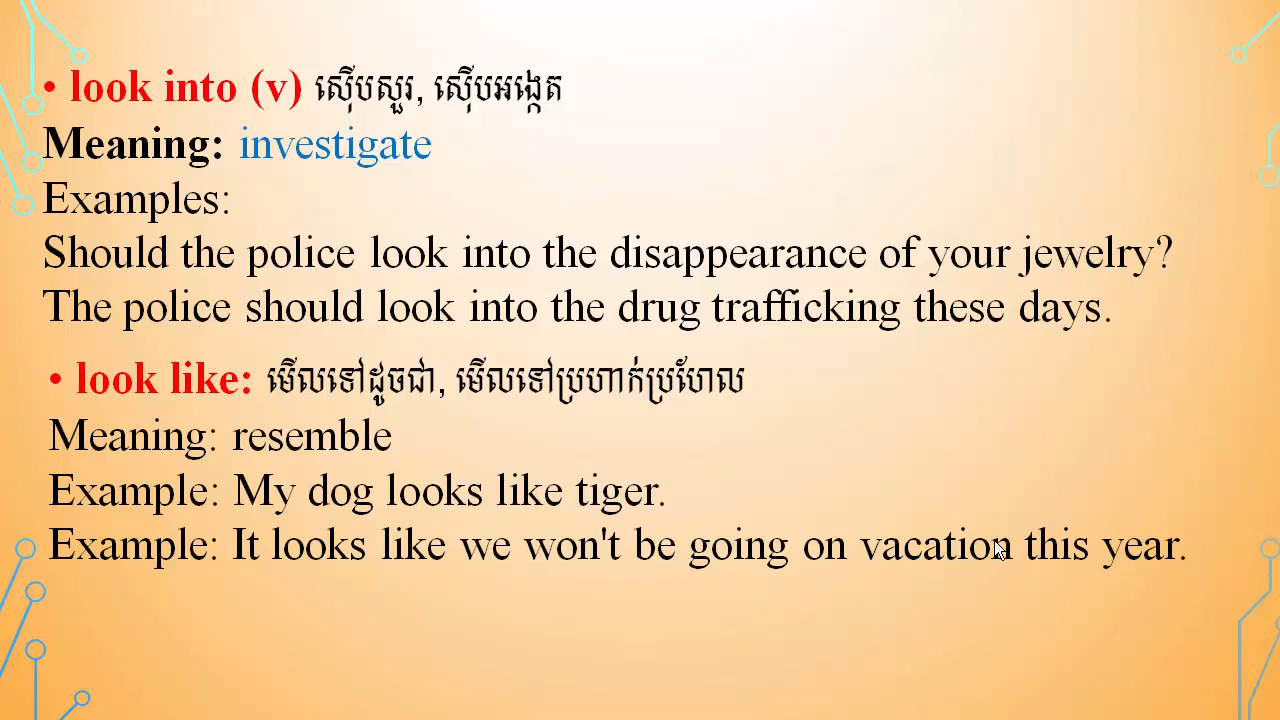 • look into (v) ស៊ើបសួរ, ស៊ើបអង្កេត
Meaning: investigate
Examples:
Should the police look into the disappearance of your jewelry?
The police should look into the drug trafficking these days.
• look like: មើលទៅដូចជា, មើលទៅប្រហាក់ប្រហែល
Meaning: resemble
Example: My dog looks like tiger.
Example: It looks like we won't be going on vacation this year.